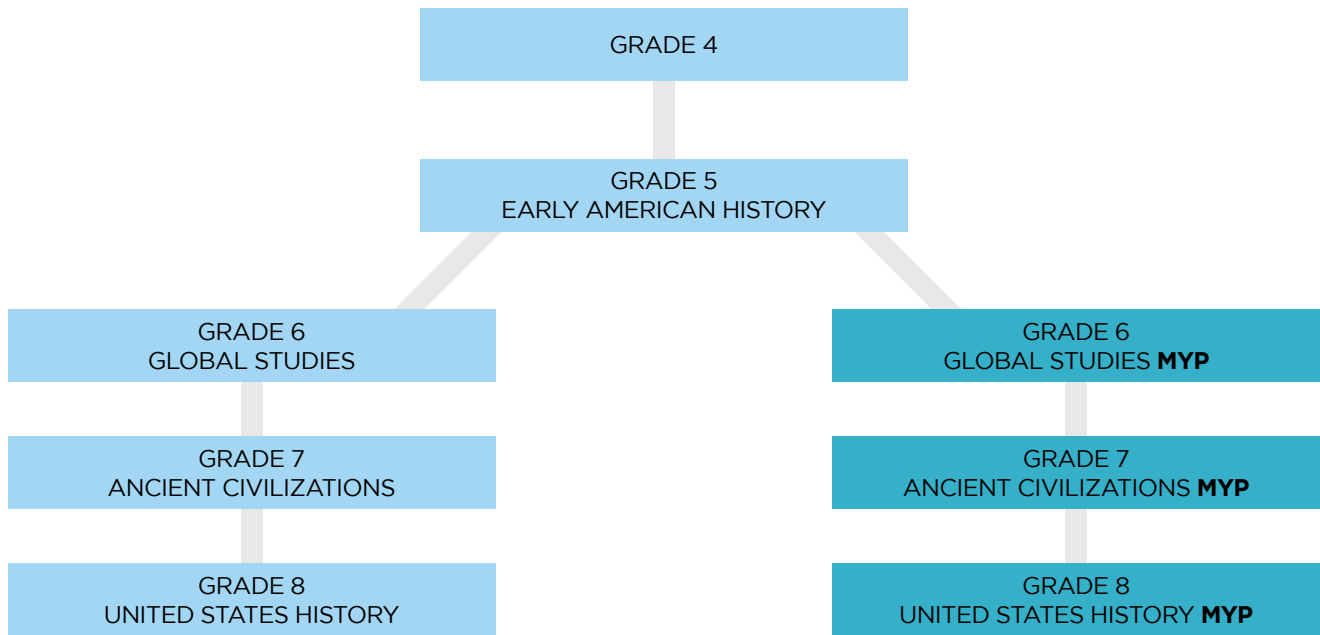 GRADE 4
GRADE 5
EARLY AMERICAN HISTORY
GRADE 6
GLOBAL STUDIES
GRADE 6
GLOBAL STUDIES MYP
GRADE 7
ANCIENT CIVILIZATIONS
GRADE 7
ANCIENT CIVILIZATIONS MYP
GRADE 8
UNITED STATES HISTORY
GRADE 8
UNITED STATES HISTORY MYP